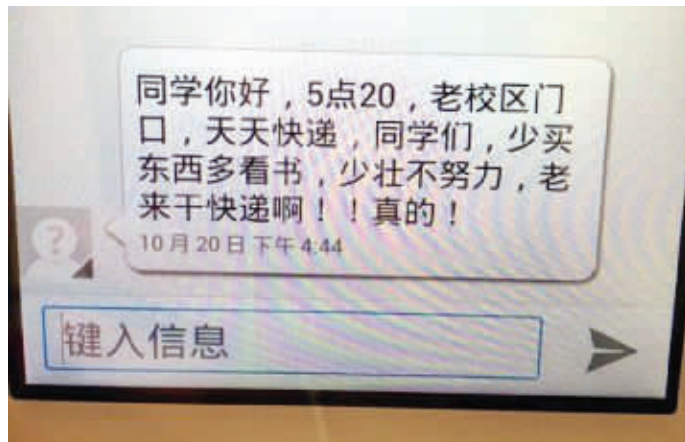 同学你好，5点20，老校区门
口，天天快递，同学们，少买
东西多看书，少壮不努力，老
来干快递啊！！真的！
10月20日下午4:44
键入信息